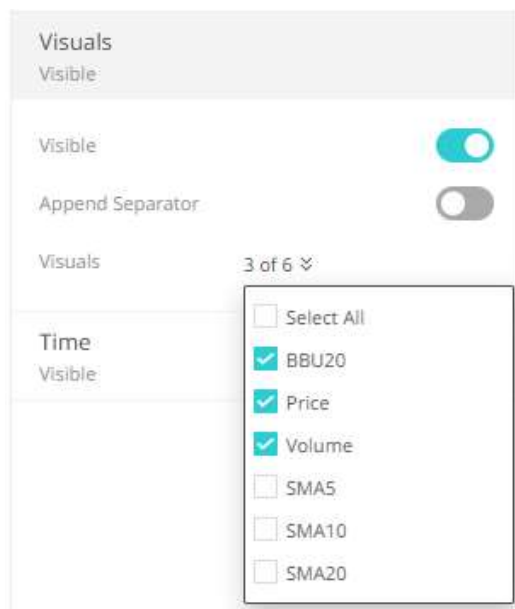 Visuals
Visible
Visible
Append Separator
Visuals 3 of 6
Select All
BBU20
Time
Visible
Price
Volume
SMA5
SMA10
SMA20